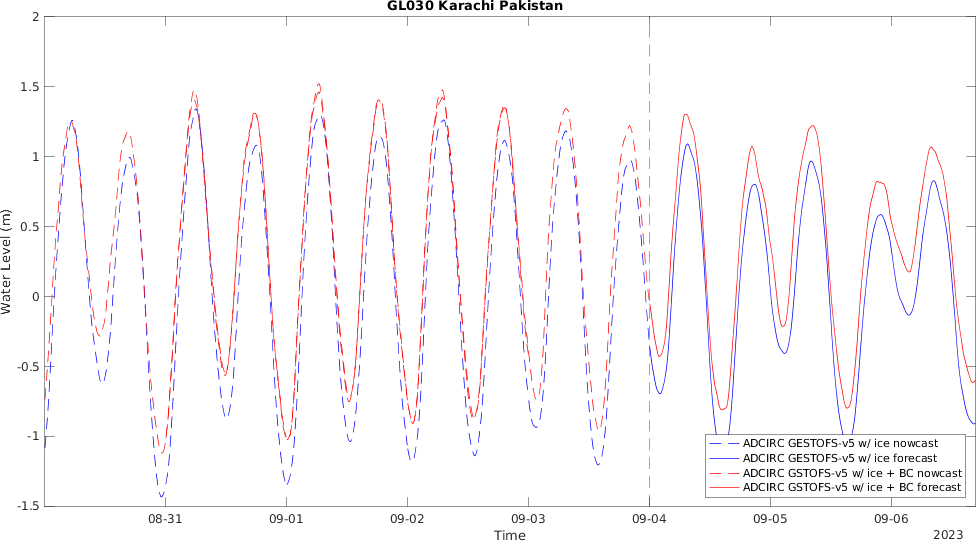 GL030 Karachi Pakistan
2
1.5
1
0.5
0
-0.5
-1
-1.5
Water Level (m)
ADCIRC GESTOFS-v5 w/ ice nowcast
ADCIRC GESTOFS-v5 w/ ice forecast
ADCIRC GSTOFS-v5 w/ ice + BC nowcast
ADCIRC GSTOFS-v5 w/ ice + BC forecast
08-31 09-01 09-02 09-03 09-04 09-05 09-06
Time
2023